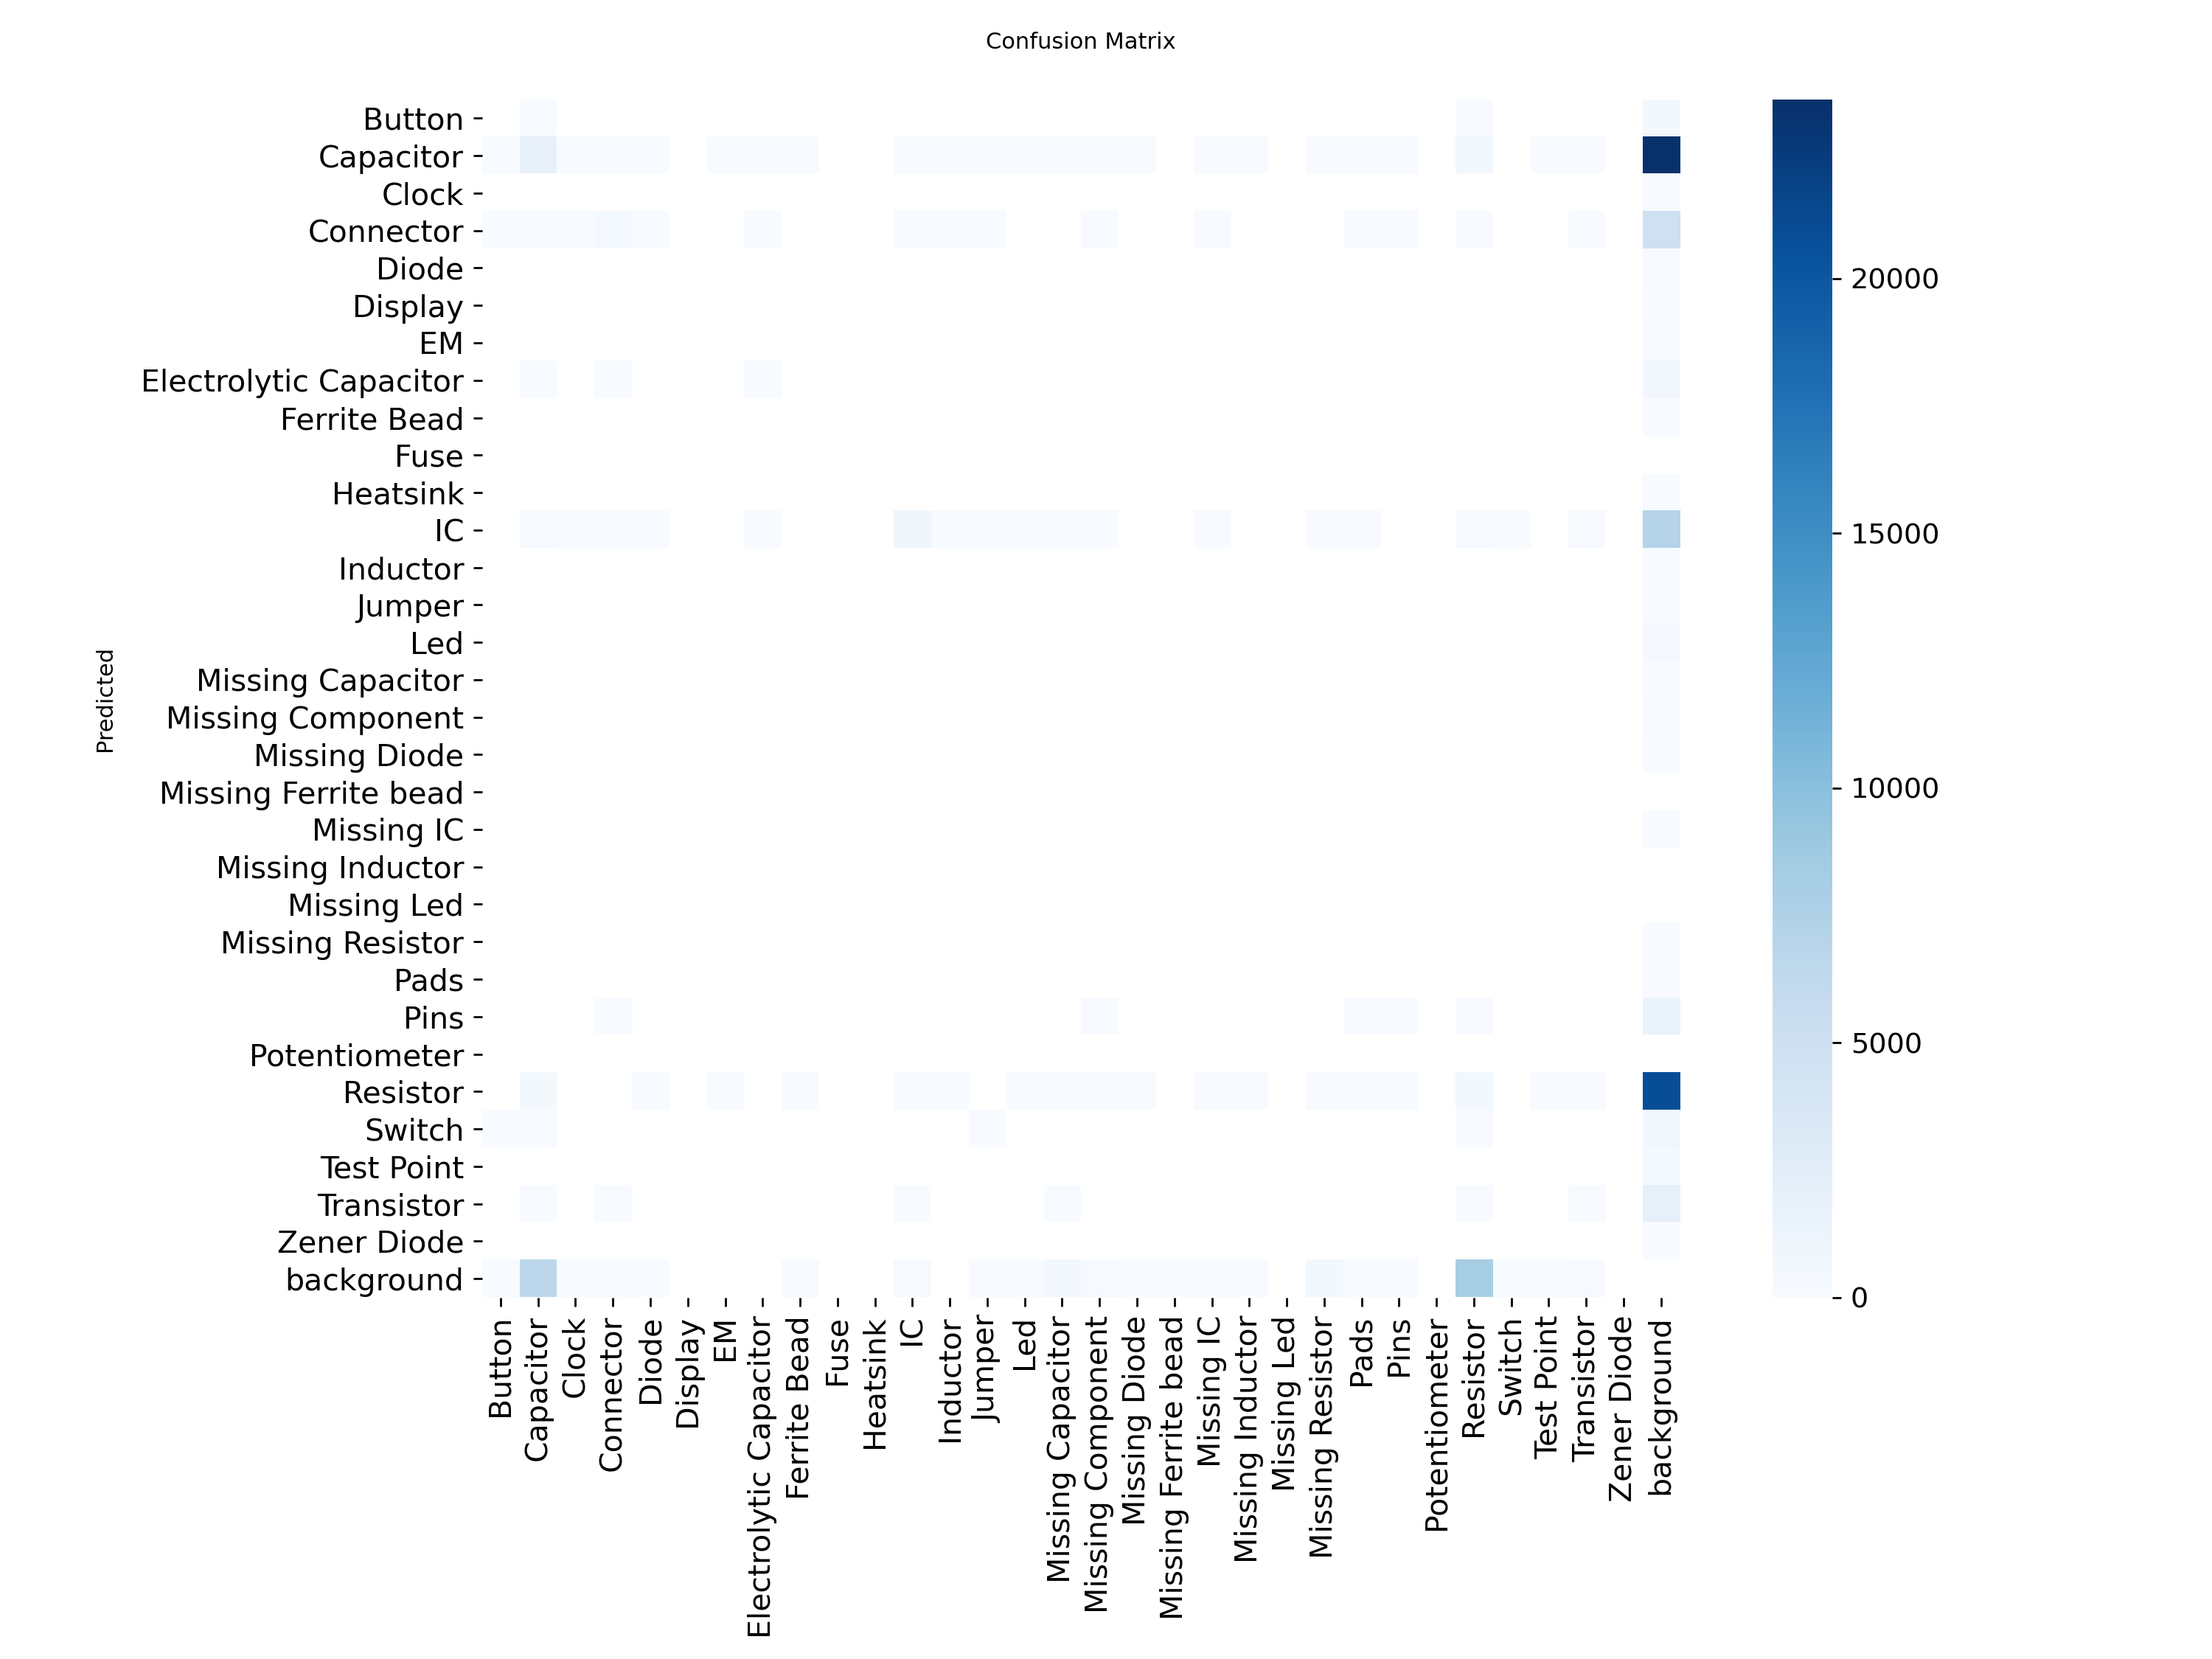 Confusion Matrix
Predicted
Button
Capacitor
Clock
Connector
Diode
Display
EM
Electrolytic Capacitor
Ferrite Bead
Fuse
Heatsink
IC
Inductor
Jumper
Led
Missing Capacitor
Missing Component
Missing Diode
Missing Ferrite bead
Missing IC
Missing Inductor
Missing Led
Missing Resistor
Pads
Pins
Potentiometer
Resistor
Switch
Test Point
Transistor
Zener Diode
background
Button
Capacitor
Clock
Connector
Diode
Display
EM
Electrolytic Capacitor
Ferrite Bead
Fuse
Heatsink
IC
Inductor
Jumper
Led
Missing Capacitor
Missing Component
Missing Diode
Missing Ferrite bead
Missing IC
Missing Inductor
Missing Led
Missing Resistor
Pads
Pins
Potentiometer
Resistor
Switch
Test Point
Transistor
Zener Diode
background
20000
15000
10000
5000
0